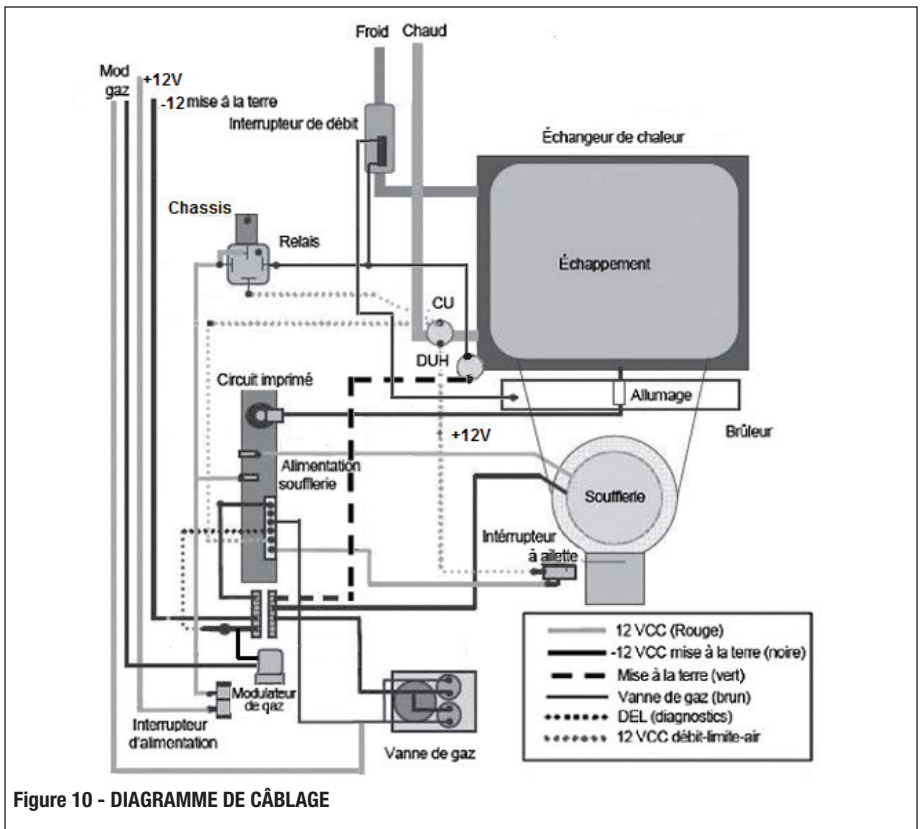 Froid Chaud
Mod
gaz
+12V
-12 mise à la terre
Interrupteur de débit
Échangeur de chaleur
Chassis
Relais
Échappement
CU
DUH
Circuit imprimé
Allumage
Brûleur
+12V
Alimentation
soufflerie
Soufflerie
Intérrupteur
à ailette
Modulateur
de gaz
Interrupteur
d'alimentation
Vanne de gaz
12 VCC (Rouge)
-12 VCC mise à la terre (noire)
Mise à la terre (vert)
Vanne de gaz (brun)
DEL (diagnostics)
12 VCC débit-limite-air
Figure 10 - DIAGRAMME DE CÂBLAGE